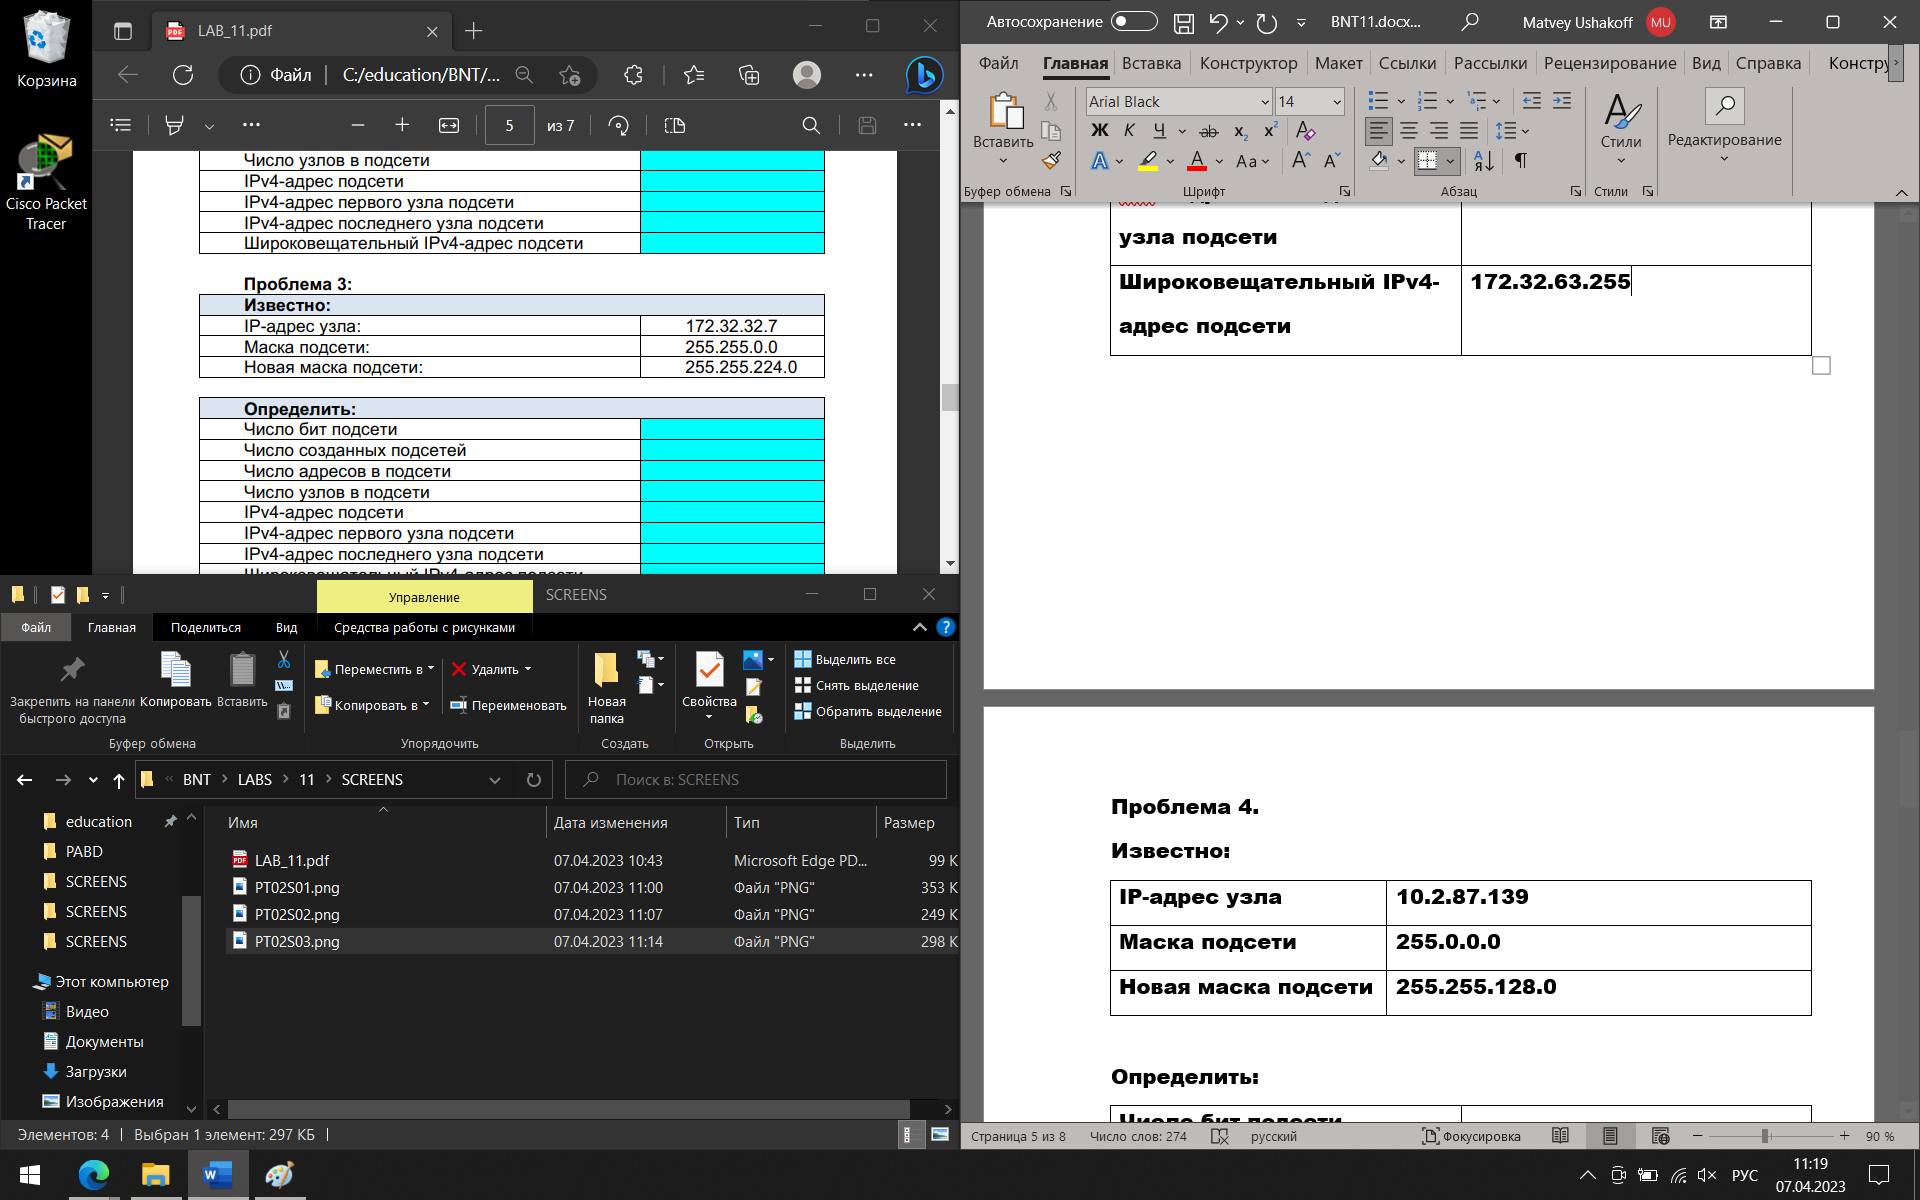 Корзина
Cisco Packet
Tracer
LAB_11.pdf
Файл
C:/education/BNT/...
5
из 7
Число узлов в подсети
IPv4-адрес подсети
IPv4-адрес первого узла подсети
IPv4-адрес последнего узла подсети
Широковещательный IPv4-адрес подсети
Проблема 3:
Известно:
IP-адрес узла: 172.32.32.7
Маска подсети: 255.255.0.0
Новая маска подсети: 255.255.224.0
Определить:
Число бит подсети
Число созданных подсетей
Число адресов в подсети
Число узлов в подсети
IPv4-адрес подсети
IPv4-адрес первого узла подсети
IPv4-адрес последнего узла подсети
Широковещательный IPv4-адрес подсети
Управление
SCREENS
Файл
Главная
Поделиться
Вид
Средства работы с рисунками
Закрепить на панели
быстрого доступа
Копировать
Вставить
Переместить в
Копировать в
Удалить
Переименовать
Новая
папка
Свойства
Выделить все
Снять выделение
Обратить выделение
Буфер обмена
Упорядочить
Создать
Открыть
Выделить
BNT
LABS
11
SCREENS
Поиск в: SCREENS
education
PABD
SCREENS
SCREENS
SCREENS
Этот компьютер
Видео
Документы
Загрузки
Изображения
Имя
Дата изменения
Тип
Размер
LAB_11.pdf 07.04.2023 10:43 Microsoft Edge PD... 99 К
PT02S01.png 07.04.2023 11:00 Файл "PNG" 353 К
PT02S02.png 07.04.2023 11:07 Файл "PNG" 249 К
PT02S03.png 07.04.2023 11:14 Файл "PNG" 298 К
Элементов: 4
Выбран 1 элемент: 297 КБ
Автосохранение
BNT11.docx...
Matvey Ushakoff
MU
Файл
Главная
Вставка
Конструктор
Макет
Ссылки
Рассылки
Рецензирование
Вид
Справка
Констру
Вставить
Arial Black
14
Ж К Ч ab x₂ x² A
A A Aa A A
Стили
Редактирование
Буфер обмена
Шрифт
Абзац
Стили
узла подсети
Широковещательный IPv4-
адрес подсети
172.32.63.255
Проблема 4.
Известно:
IP-адрес узла 10.2.87.139
Маска подсети 255.0.0.0
Новая маска подсети 255.255.128.0
Определить:
Число бит подсети
Страница 5 из 8
Число слов: 274
русский
Фокусировка
90 %
РУС
11:19
07.04.2023